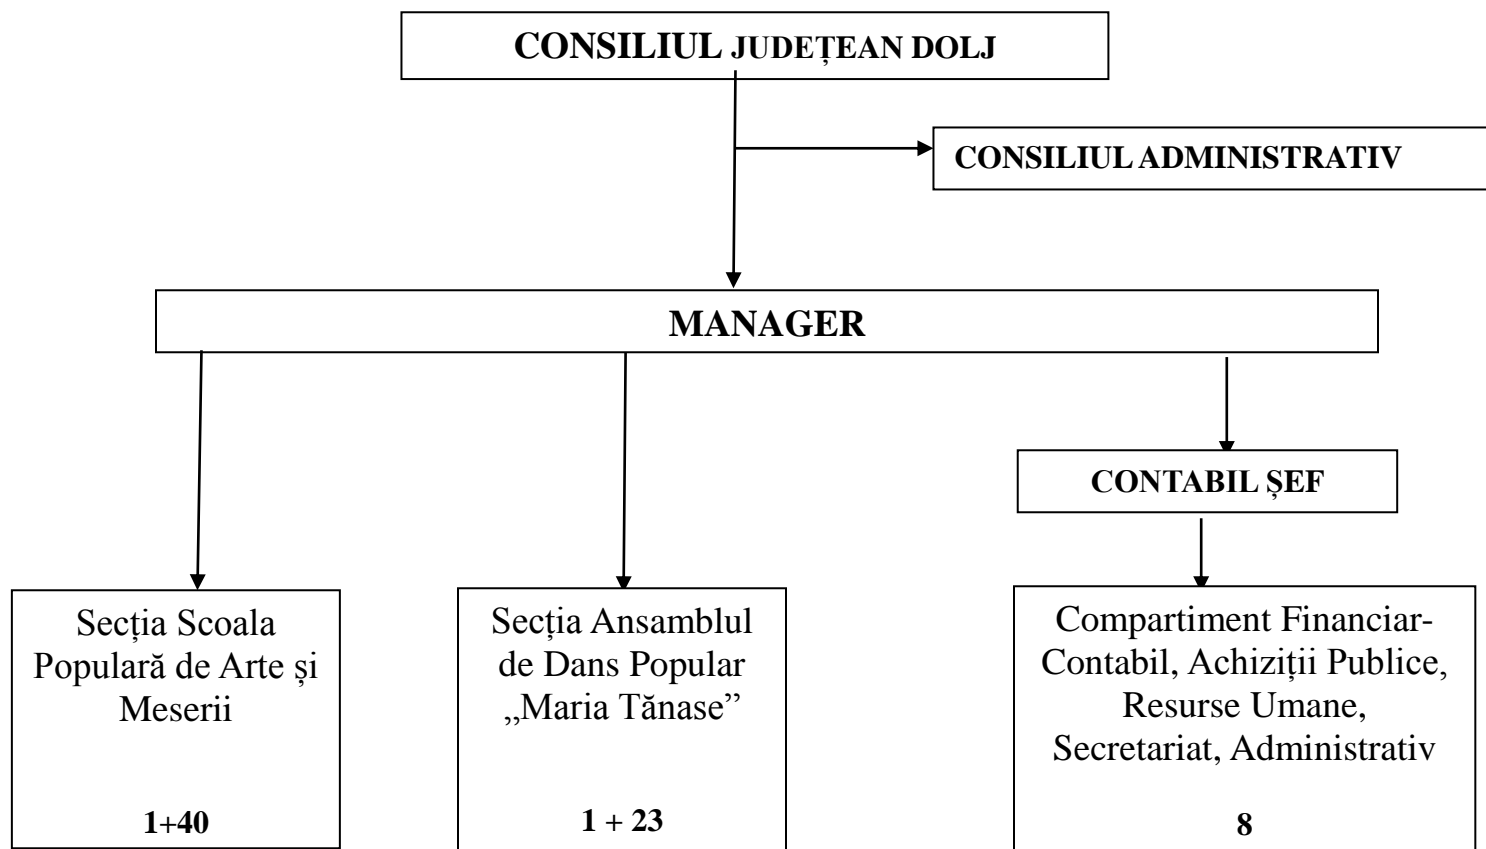 CONSILIUL JUDEȚEAN DOLJ
CONSILIUL ADMINISTRATIV
MANAGER
CONTABIL ȘEF
Secția Scoala
Populară de Arte și
Meserii
1+40
Secția Ansamblul
de Dans Popular
„Maria Tănase”
1 + 23
Compartiment Financiar-
Contabil, Achiziții Publice,
Resurse Umane,
Secretariat, Administrativ
8